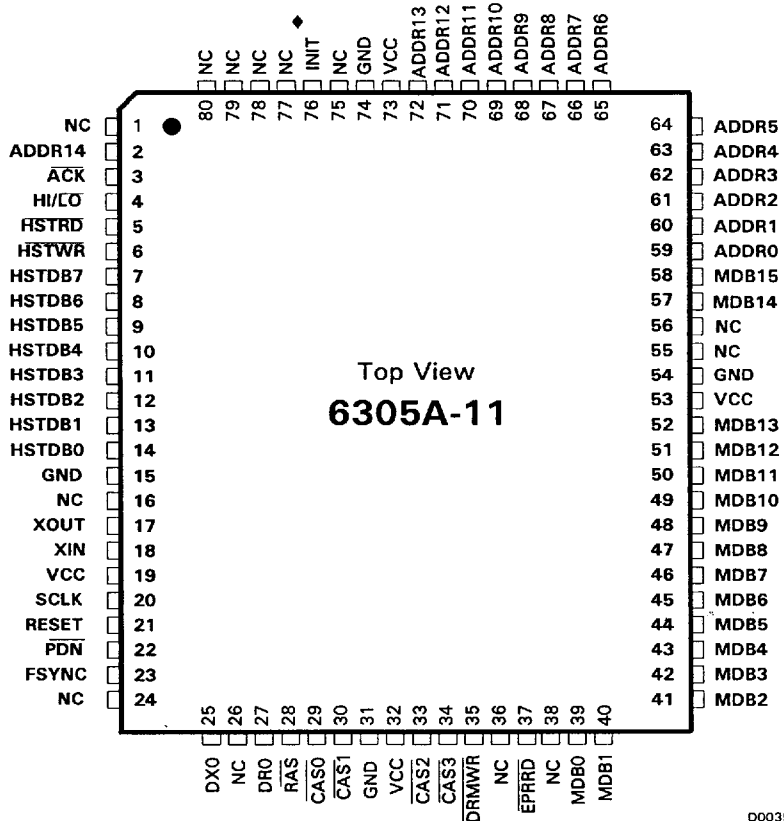 80 NC
79 NC
78 NC
77 NC
76 INIT
75 NC
74 GND
73 VCC
72 ADDR13
71 ADDR12
70 ADDR11
69 ADDR10
68 ADDR9
67 ADDR8
66 ADDR7
65 ADDR6
NC 1
ADDR14 2
ACK 3
HI/LO 4
HSTRD 5
HSTWR 6
HSTDB7 7
HSTDB6 8
HSTDB5 9
HSTDB4 10
HSTDB3 11
HSTDB2 12
HSTDB1 13
HSTDB0 14
GND 15
NC 16
XOUT 17
XIN 18
VCC 19
SCLK 20
RESET 21
PDN 22
FSYNC 23
NC 24
Top View
6305A-11
64 ADDR5
63 ADDR4
62 ADDR3
61 ADDR2
60 ADDR1
59 ADDR0
58 MDB15
57 MDB14
56 NC
55 NC
54 GND
53 VCC
52 MDB13
51 MDB12
50 MDB11
49 MDB10
48 MDB9
47 MDB8
46 MDB7
45 MDB6
44 MDB5
43 MDB4
42 MDB3
41 MDB2
25 DX0
26 NC
27 DR0
28 RAS
29 CAS0
30 CAS1
31 GND
32 VCC
33 CAS2
34 CAS3
35 DRMWR
36 NC
37 EPRRD
38 NC
39 MDB0
40 MDB1